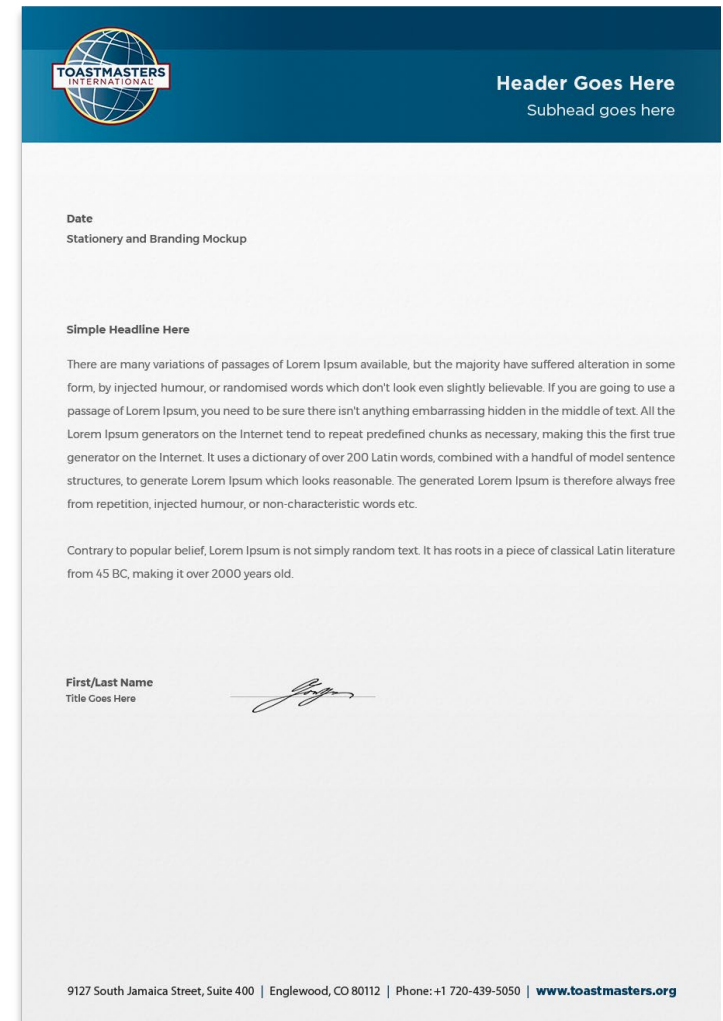 TOASTMASTERS
INTERNATIONAL
Header Goes Here
Subhead goes here
Date
Stationery and Branding Mockup
Simple Headline Here
There are many variations of passages of Lorem Ipsum available, but the majority have suffered alteration in some
form, by injected humour, or randomised words which don't look even slightly believable. If you are going to use a
passage of Lorem Ipsum, you need to be sure there isn't anything embarrassing hidden in the middle of text. All the
Lorem Ipsum generators on the Internet tend to repeat predefined chunks as necessary, making this the first true
generator on the Internet. It uses a dictionary of over 200 Latin words, combined with a handful of model sentence
structures, to generate Lorem Ipsum which looks reasonable. The generated Lorem Ipsum is therefore always free
from repetition, injected humour, or non-characteristic words etc.
Contrary to popular belief, Lorem Ipsum is not simply random text. It has roots in a piece of classical Latin literature
from 45 BC, making it over 2000 years old.
First/Last Name
Title Goes Here
9127 South Jamaica Street, Suite 400 | Englewood, CO 80112 | Phone: +1 720-439-5050 | www.toastmasters.org